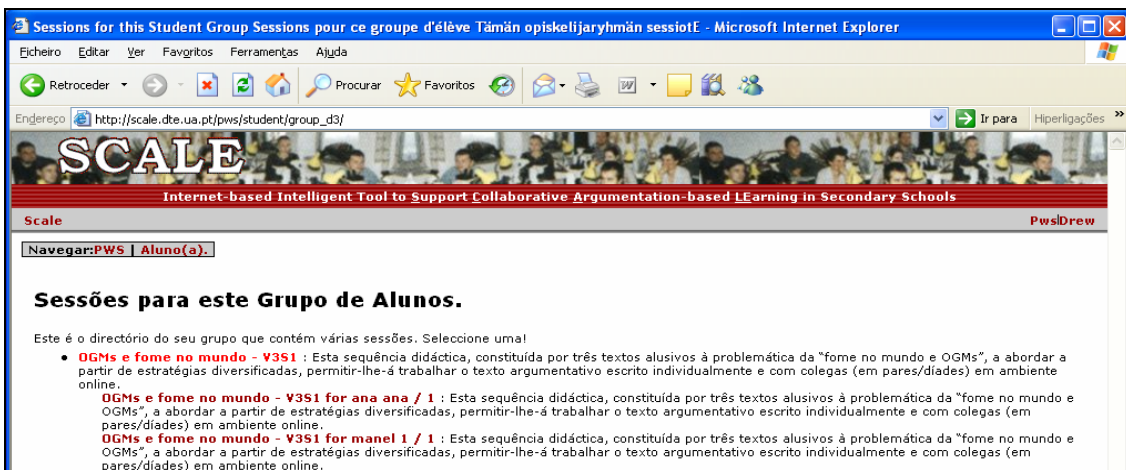 Sessions for this Student Group Sessions pour ce groupe d'élève Tämän opiskelijaryhmän sessiotE - Microsoft Internet Explorer
Ficheiro Editar Ver Favoritos Ferramentas Ajuda
Retroceder Procurar Favoritos
Endereço http://scale.dte.ua.pt/pws/student/group_d3/ Ir para Hiperligações »
SCALE
Internet-based Intelligent Tool to Support Collaborative Argumentation-based LEarning in Secondary Schools
Scale Pws|Drew
Navegar:PWS | Aluno(a).
Sessões para este Grupo de Alunos.
Este é o directório do seu grupo que contém várias sessões. Seleccione uma!
• OGMs e fome no mundo - V3S1 : Esta sequência didáctica, constituída por três textos alusivos à problemática da "fome no mundo e OGMs", a abordar a
partir de estratégias diversificadas, permitir-lhe-á trabalhar o texto argumentativo escrito individualmente e com colegas (em pares/díades) em ambiente
online.
OGMs e fome no mundo - V3S1 for ana ana / 1 : Esta sequência didáctica, constituída por três textos alusivos à problemática da "fome no mundo e
OGMs", a abordar a partir de estratégias diversificadas, permitir-lhe-á trabalhar o texto argumentativo escrito individualmente e com colegas (em
pares/díades) em ambiente online.
OGMs e fome no mundo - V3S1 for manel 1 / 1 : Esta sequência didáctica, constituída por três textos alusivos à problemática da "fome no mundo e
OGMs", a abordar a partir de estratégias diversificadas, permitir-lhe-á trabalhar o texto argumentativo escrito individualmente e com colegas (em
pares/díades) em ambiente online.